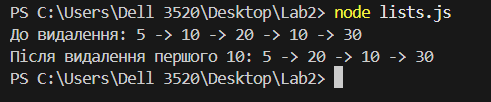 PS C:\Users\Dell 3520\Desktop\Lab2> node lists.js
До видалення: 5 -> 10 -> 20 -> 10 -> 30
Після видалення першого 10: 5 -> 20 -> 10 -> 30
PS C:\Users\Dell 3520\Desktop\Lab2>